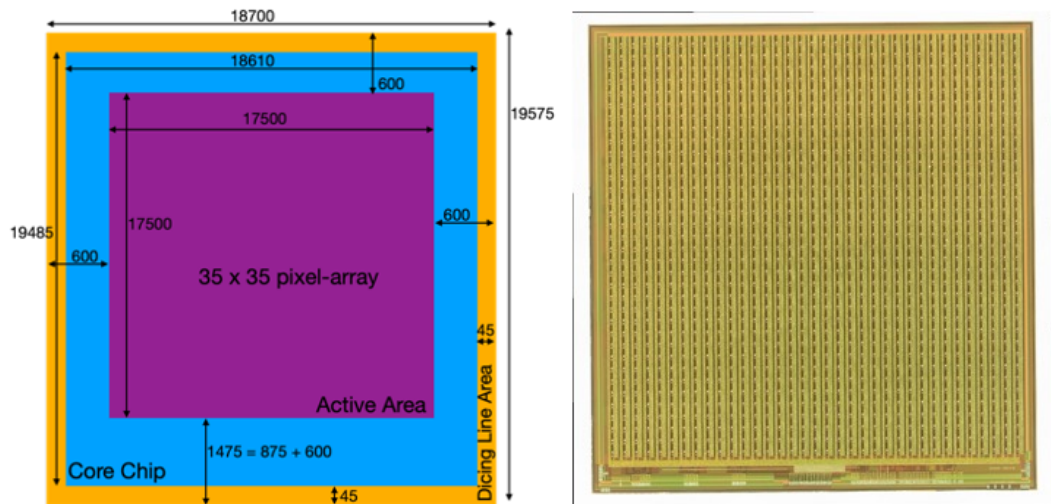 18700
18610
600
19575
17500
17500
600
19485
600
35 x 35 pixel-array
45
Active Area
Dicing Line Area
1475 = 875 + 600
Core Chip
45